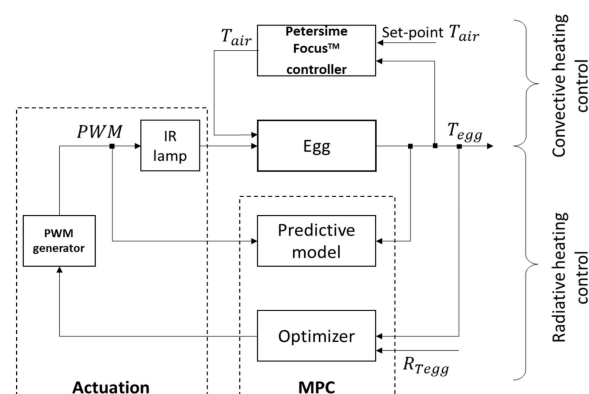 T_air
Petersime
Focus™
controller
Set-point T_air
Convective heating
control
PWM
IR
lamp
Egg
T_egg
PWM
generator
Predictive
model
Optimizer
R_Tegg
Radiative heating
control
Actuation
MPC